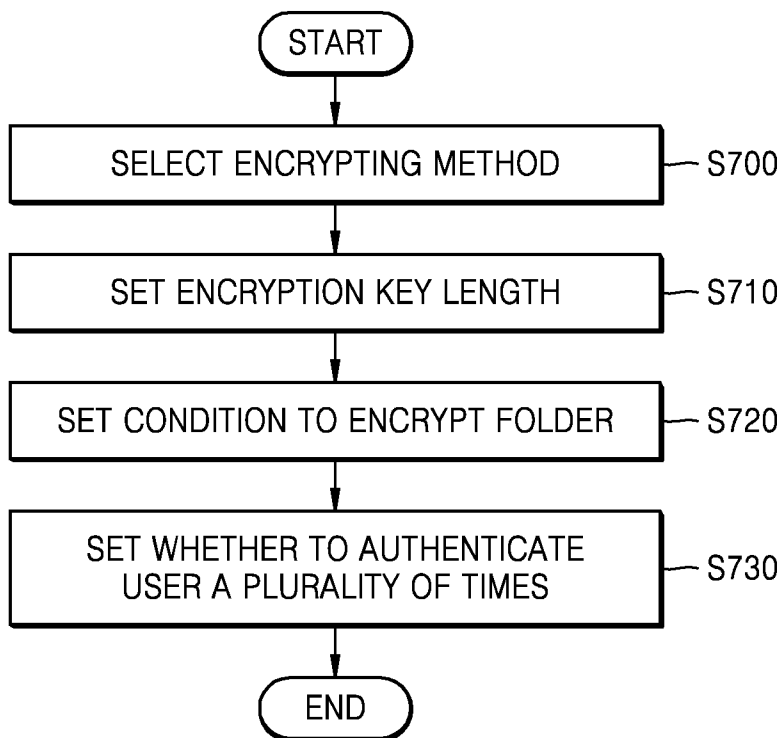 START
SELECT ENCRYPTING METHOD
S700
SET ENCRYPTION KEY LENGTH
S710
SET CONDITION TO ENCRYPT FOLDER
S720
SET WHETHER TO AUTHENTICATE
USER A PLURALITY OF TIMES
S730
END